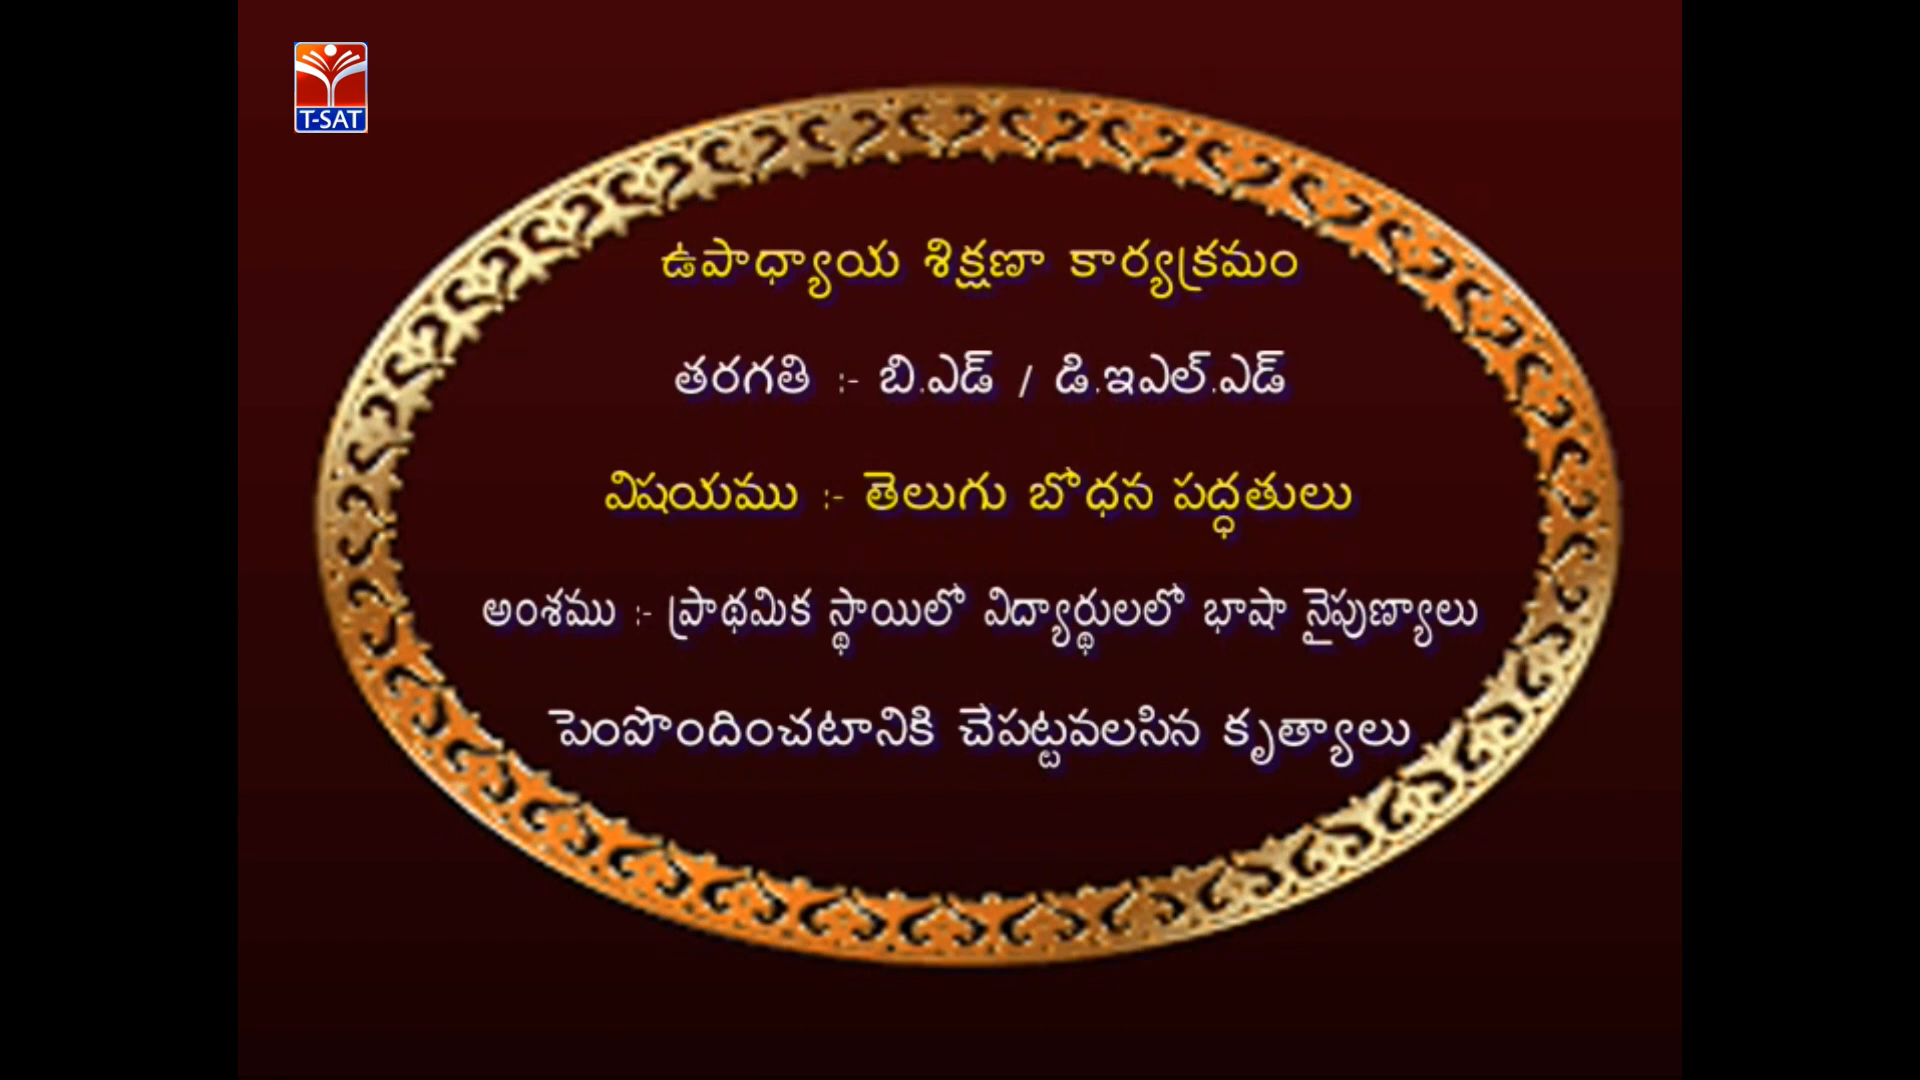 T-SAT
ఉపాధ్యాయ శిక్షణా కార్యక్రమం
తరగతి :- బి.ఎడ్ / డి.ఇఎల్.ఎడ్
విషయము :- తెలుగు బోధన పద్ధతులు
అంశము :- ప్రాథమిక స్థాయిలో విద్యార్థులలో భాషా నైపుణ్యాలు
పెంపొందించటానికి చేపట్టవలసిన కృత్యాలు